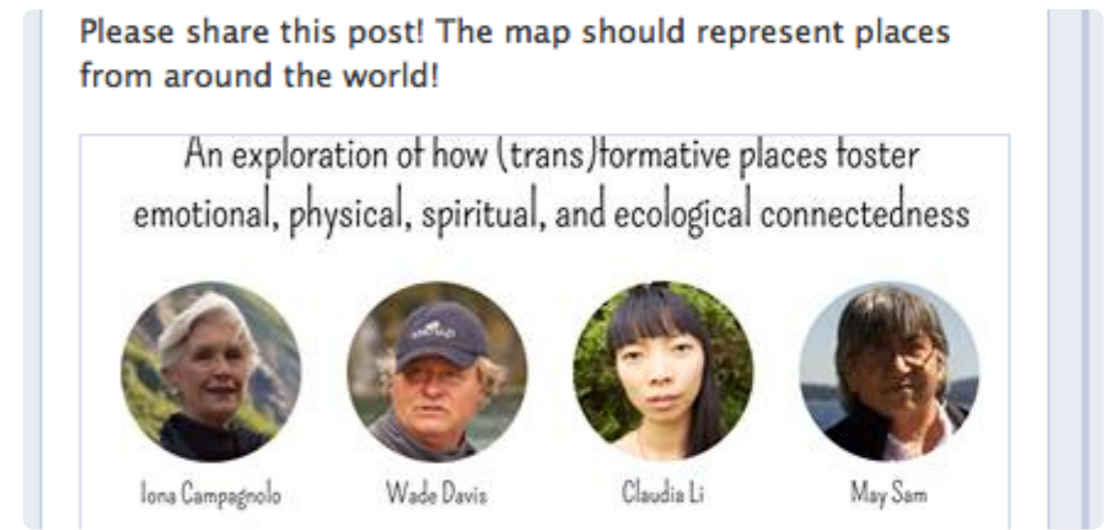 Please share this post! The map should represent places
from around the world!
An exploration of how (trans)formative places foster
emotional, physical, spiritual, and ecological connectedness
Iona Campagnolo
Wade Davis
Claudia Li
May Sam